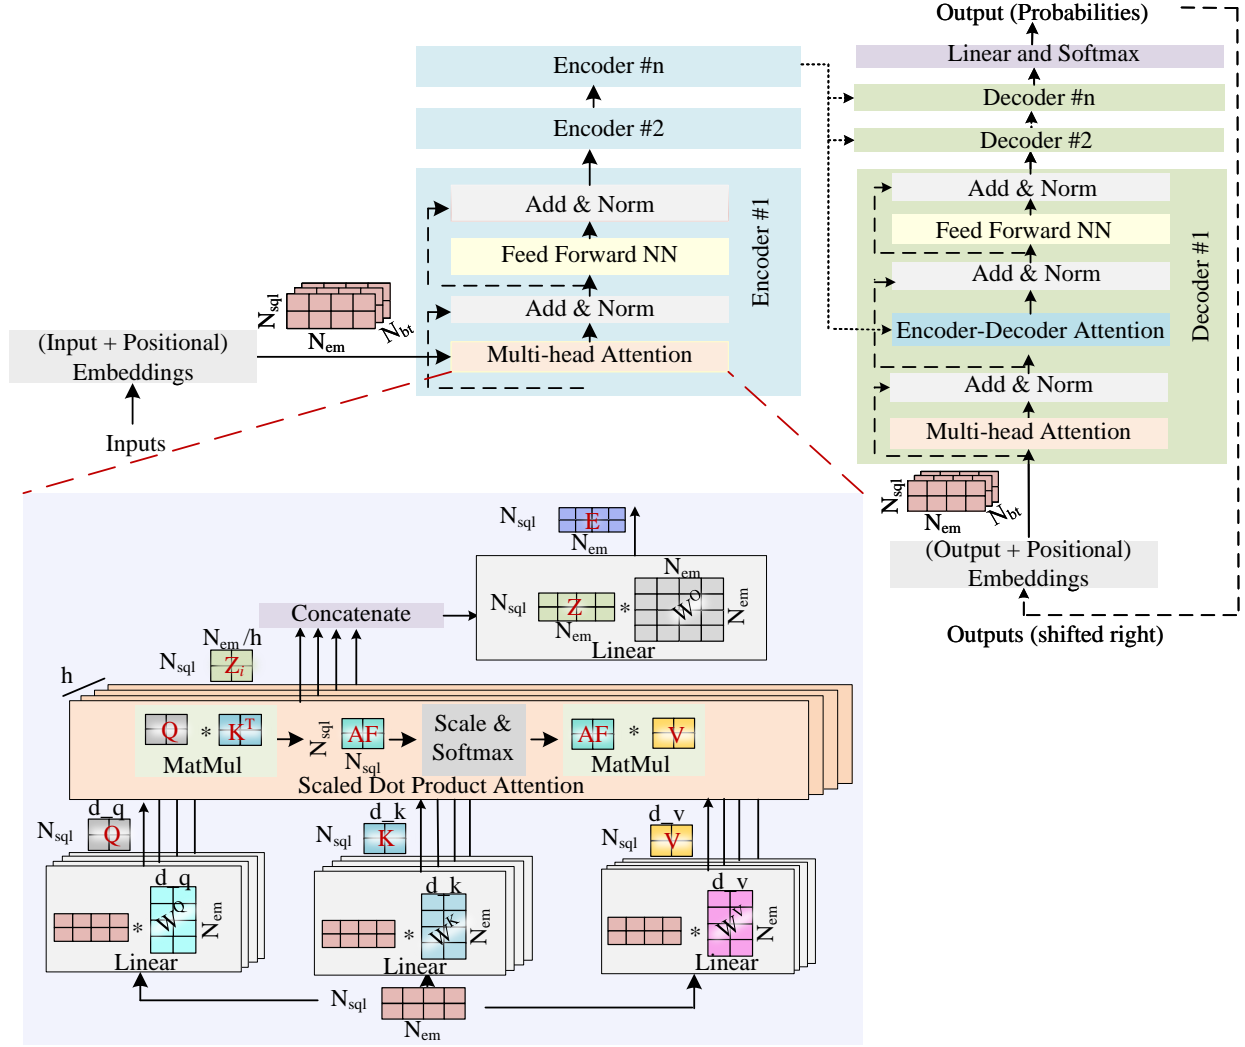 Output (Probabilities)
Linear and Softmax
Decoder #n
Decoder #2
Add & Norm
Feed Forward NN
Add & Norm
Encoder-Decoder Attention
Add & Norm
Multi-head Attention
Decoder #1
N_sql
N_em
N_bt
(Output + Positional)
Embeddings
Outputs (shifted right)
Encoder #n
Encoder #2
Add & Norm
Feed Forward NN
Add & Norm
Multi-head Attention
Encoder #1
N_sql
N_em
N_bt
(Input + Positional)
Embeddings
Inputs
N_sql
E
N_em
N_em
N_sql
Z
*
W^O
N_em
N_em
Linear
Concatenate
N_em/h
N_sql
Z_i
h
Q * K^T
MatMul
N_sql
AF
N_sql
Scale &
Softmax
AF * V
MatMul
Scaled Dot Product Attention
d_q
N_sql
Q
d_k
N_sql
K
d_v
N_sql
V
d_q
*
W^Q
N_em
Linear
d_k
*
W^K
N_em
Linear
d_v
*
W^V
N_em
Linear
N_sql
N_em